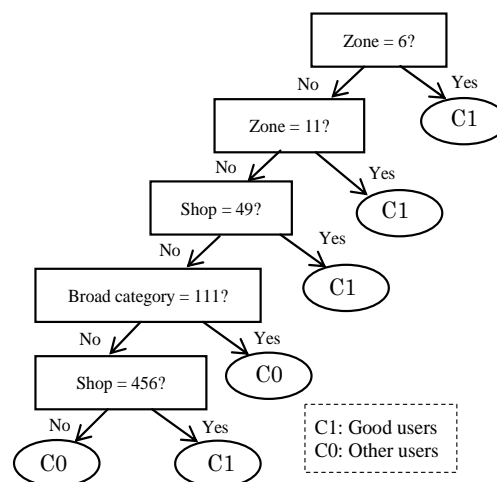 Zone = 6?
No
Yes
Zone = 11?
C1
No
Yes
Shop = 49?
C1
No
Yes
Broad category = 111?
C1
No
Yes
Shop = 456?
C0
No
Yes
C0
C1
C1: Good users
C0: Other users